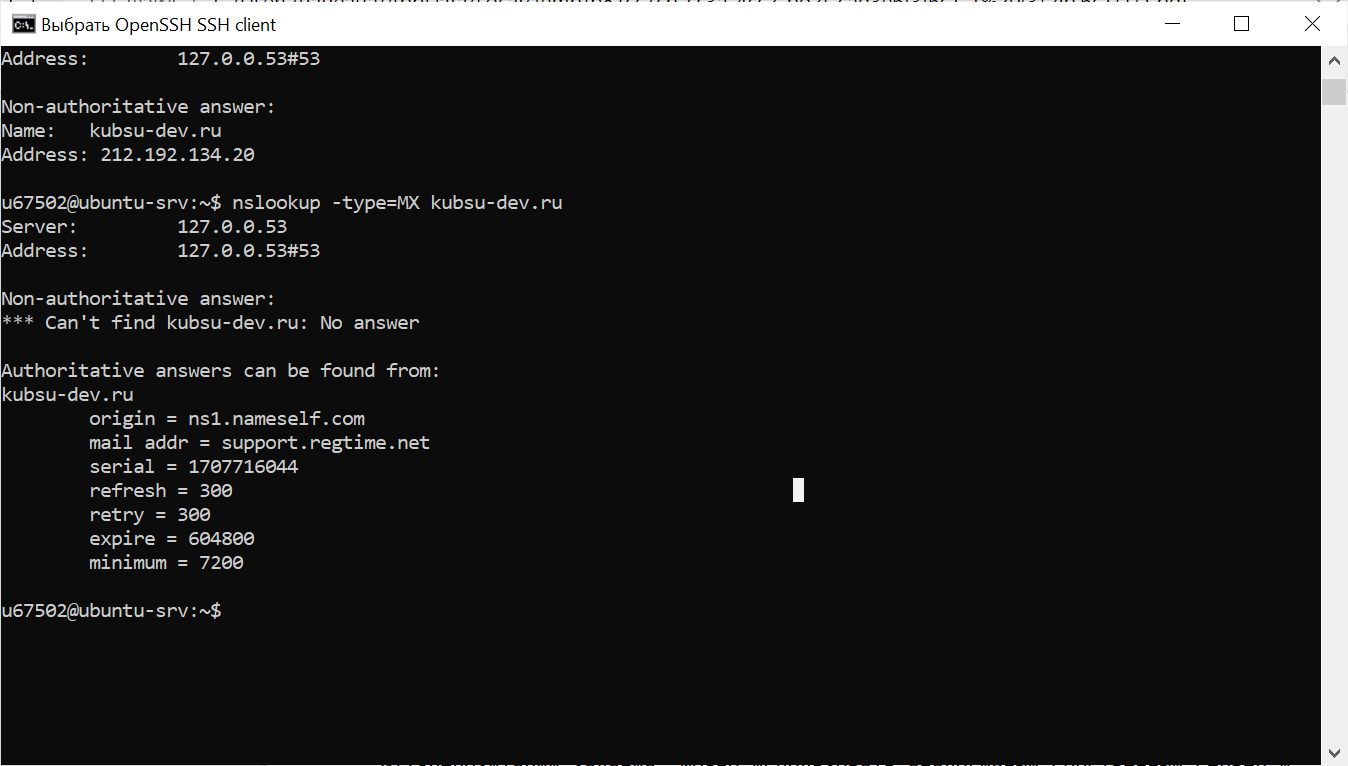 Выбрать OpenSSH SSH client
Address:        127.0.0.53#53
Non-authoritative answer:
Name:   kubsu-dev.ru
Address: 212.192.134.20
u67502@ubuntu-srv:~$ nslookup -type=MX kubsu-dev.ru
Server:         127.0.0.53
Address:        127.0.0.53#53
Non-authoritative answer:
*** Can't find kubsu-dev.ru: No answer
Authoritative answers can be found from:
kubsu-dev.ru
        origin = ns1.nameself.com
        mail addr = support.regtime.net
        serial = 1707716044
        refresh = 300
        retry = 300
        expire = 604800
        minimum = 7200
u67502@ubuntu-srv:~$